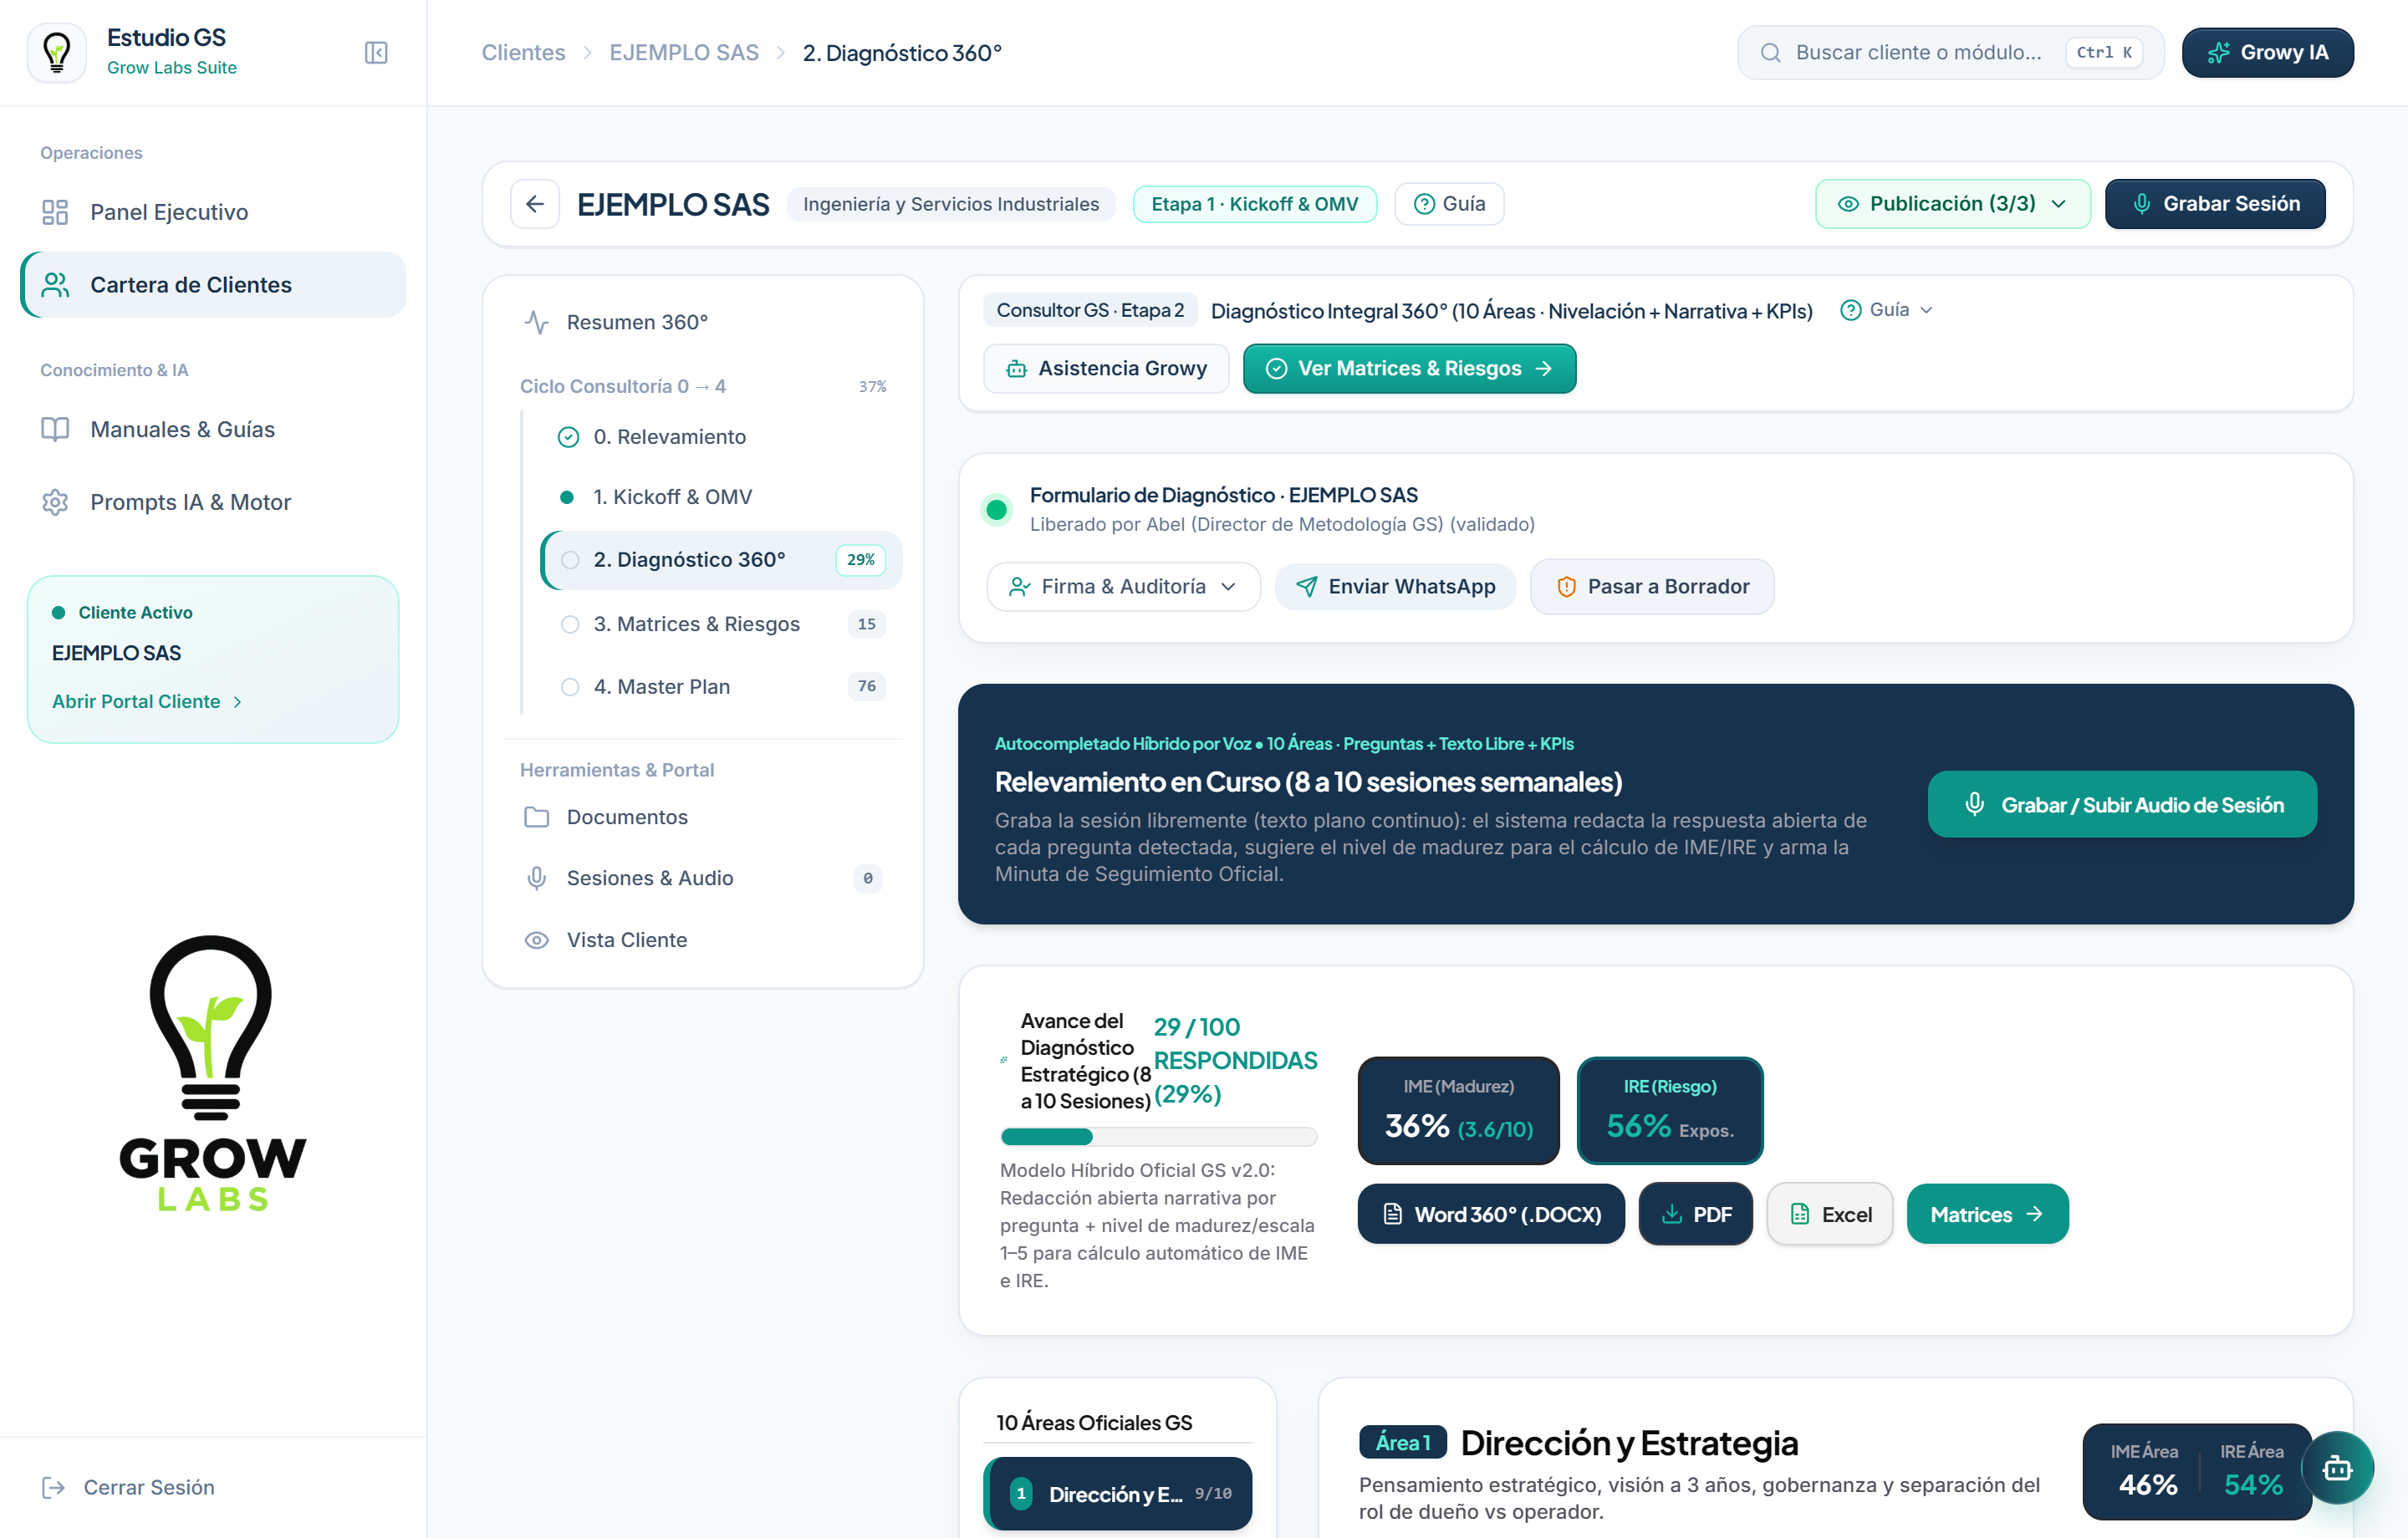 Estudio GS
Grow Labs Suite
Operaciones
Panel Ejecutivo
Cartera de Clientes
Conocimiento & IA
Manuales & Guías
Prompts IA & Motor
Cliente Activo
EJEMPLO SAS
Abrir Portal Cliente
GROW
LABS
Cerrar Sesión
Clientes
EJEMPLO SAS
2. Diagnóstico 360°
Buscar cliente o módulo...
Ctrl K
Growy IA
EJEMPLO SAS
Ingeniería y Servicios Industriales
Etapa 1 · Kickoff & OMV
Guía
Publicación (3/3)
Grabar Sesión
Resumen 360°
Ciclo Consultoría 0 → 4
37%
0. Relevamiento
1. Kickoff & OMV
2. Diagnóstico 360°
29%
3. Matrices & Riesgos
15
4. Master Plan
76
Herramientas & Portal
Documentos
Sesiones & Audio
0
Vista Cliente
Consultor GS · Etapa 2
Diagnóstico Integral 360° (10 Áreas · Nivelación + Narrativa + KPIs)
Guía
Asistencia Growy
Ver Matrices & Riesgos
Formulario de Diagnóstico · EJEMPLO SAS
Liberado por Abel (Director de Metodología GS) (validado)
Firma & Auditoría
Enviar WhatsApp
Pasar a Borrador
Autocompletado Híbrido por Voz ● 10 Áreas · Preguntas + Texto Libre + KPIs
Relevamiento en Curso (8 a 10 sesiones semanales)
Graba la sesión libremente (texto plano continuo): el sistema redacta la respuesta abierta de
cada pregunta detectada, sugiere el nivel de madurez para el cálculo de IME/IRE y arma la
Minuta de Seguimiento Oficial.
Grabar / Subir Audio de Sesión
Avance del
Diagnóstico
Estratégico (8
a 10 Sesiones)
29 / 100
RESPONDIDAS
(29%)
Modelo Híbrido Oficial GS v2.0:
Redacción abierta narrativa por
pregunta + nivel de madurez/escala
1–5 para cálculo automático de IME
e IRE.
IME (Madurez)
36% (3.6/10)
IRE (Riesgo)
56% Expos.
Word 360° (.DOCX)
PDF
Excel
Matrices
10 Áreas Oficiales GS
1
Dirección y E...
9/10
Área 1
Dirección y Estrategia
Pensamiento estratégico, visión a 3 años, gobernanza y separación del
rol de dueño vs operador.
IME Área
46%
IRE Área
54%